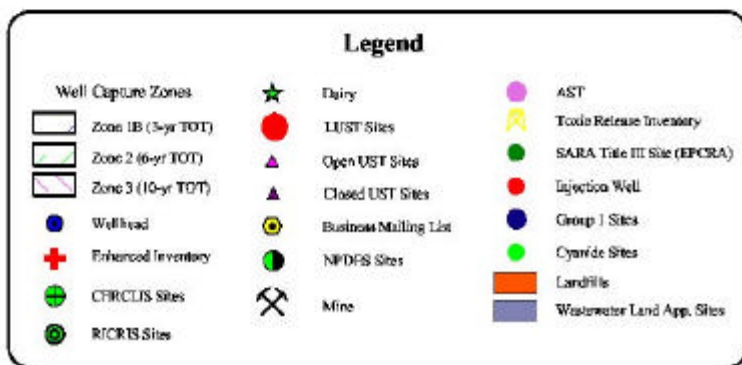 Legend
Well Capture Zones
Zone 1B (3-yr TOT)
Zone 2 (6-yr TOT)
Zone 3 (10-yr TOT)
Wellhead
Enhanced Inventory
CERCLIS Sites
RICRIS Sites
Dairy
LUST Sites
Open UST Sites
Closed UST Sites
Business Mailing List
NPDES Sites
Mine
AST
Toxic Release Inventory
SARA Title III Site (EPCRA)
Injection Well
Group 1 Sites
Cyanide Sites
Landfills
Wastewater Land App. Sites